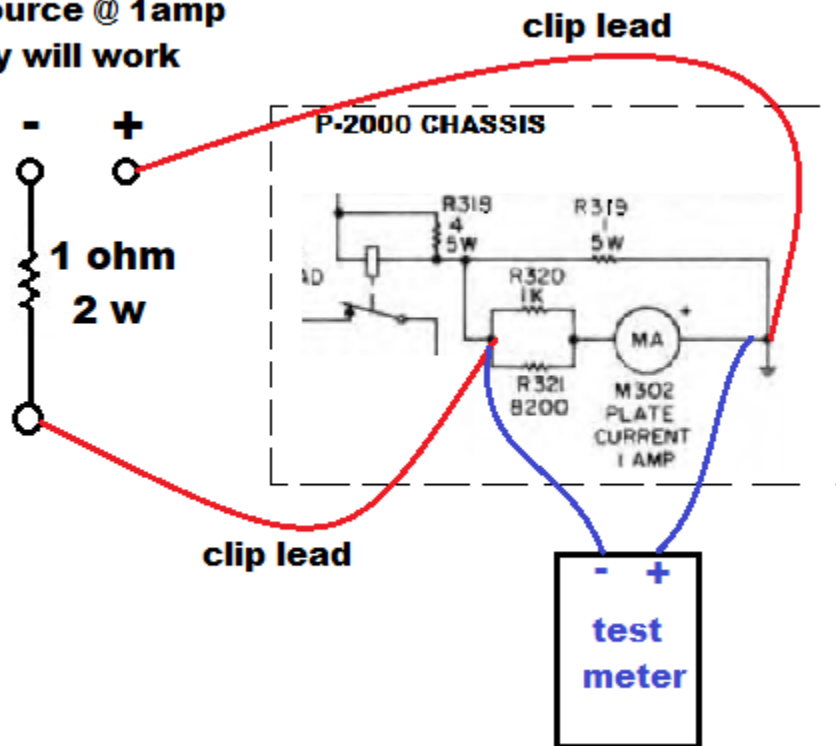 ource @ 1amp
y will work
clip lead
- +
P-2000 CHASSIS
R318
4
5W
R319
1
5W
AD
1 ohm
2 w
R320
1K
+
MA
R321
8200
M302
PLATE
CURRENT
1 AMP
clip lead
- +
test
meter